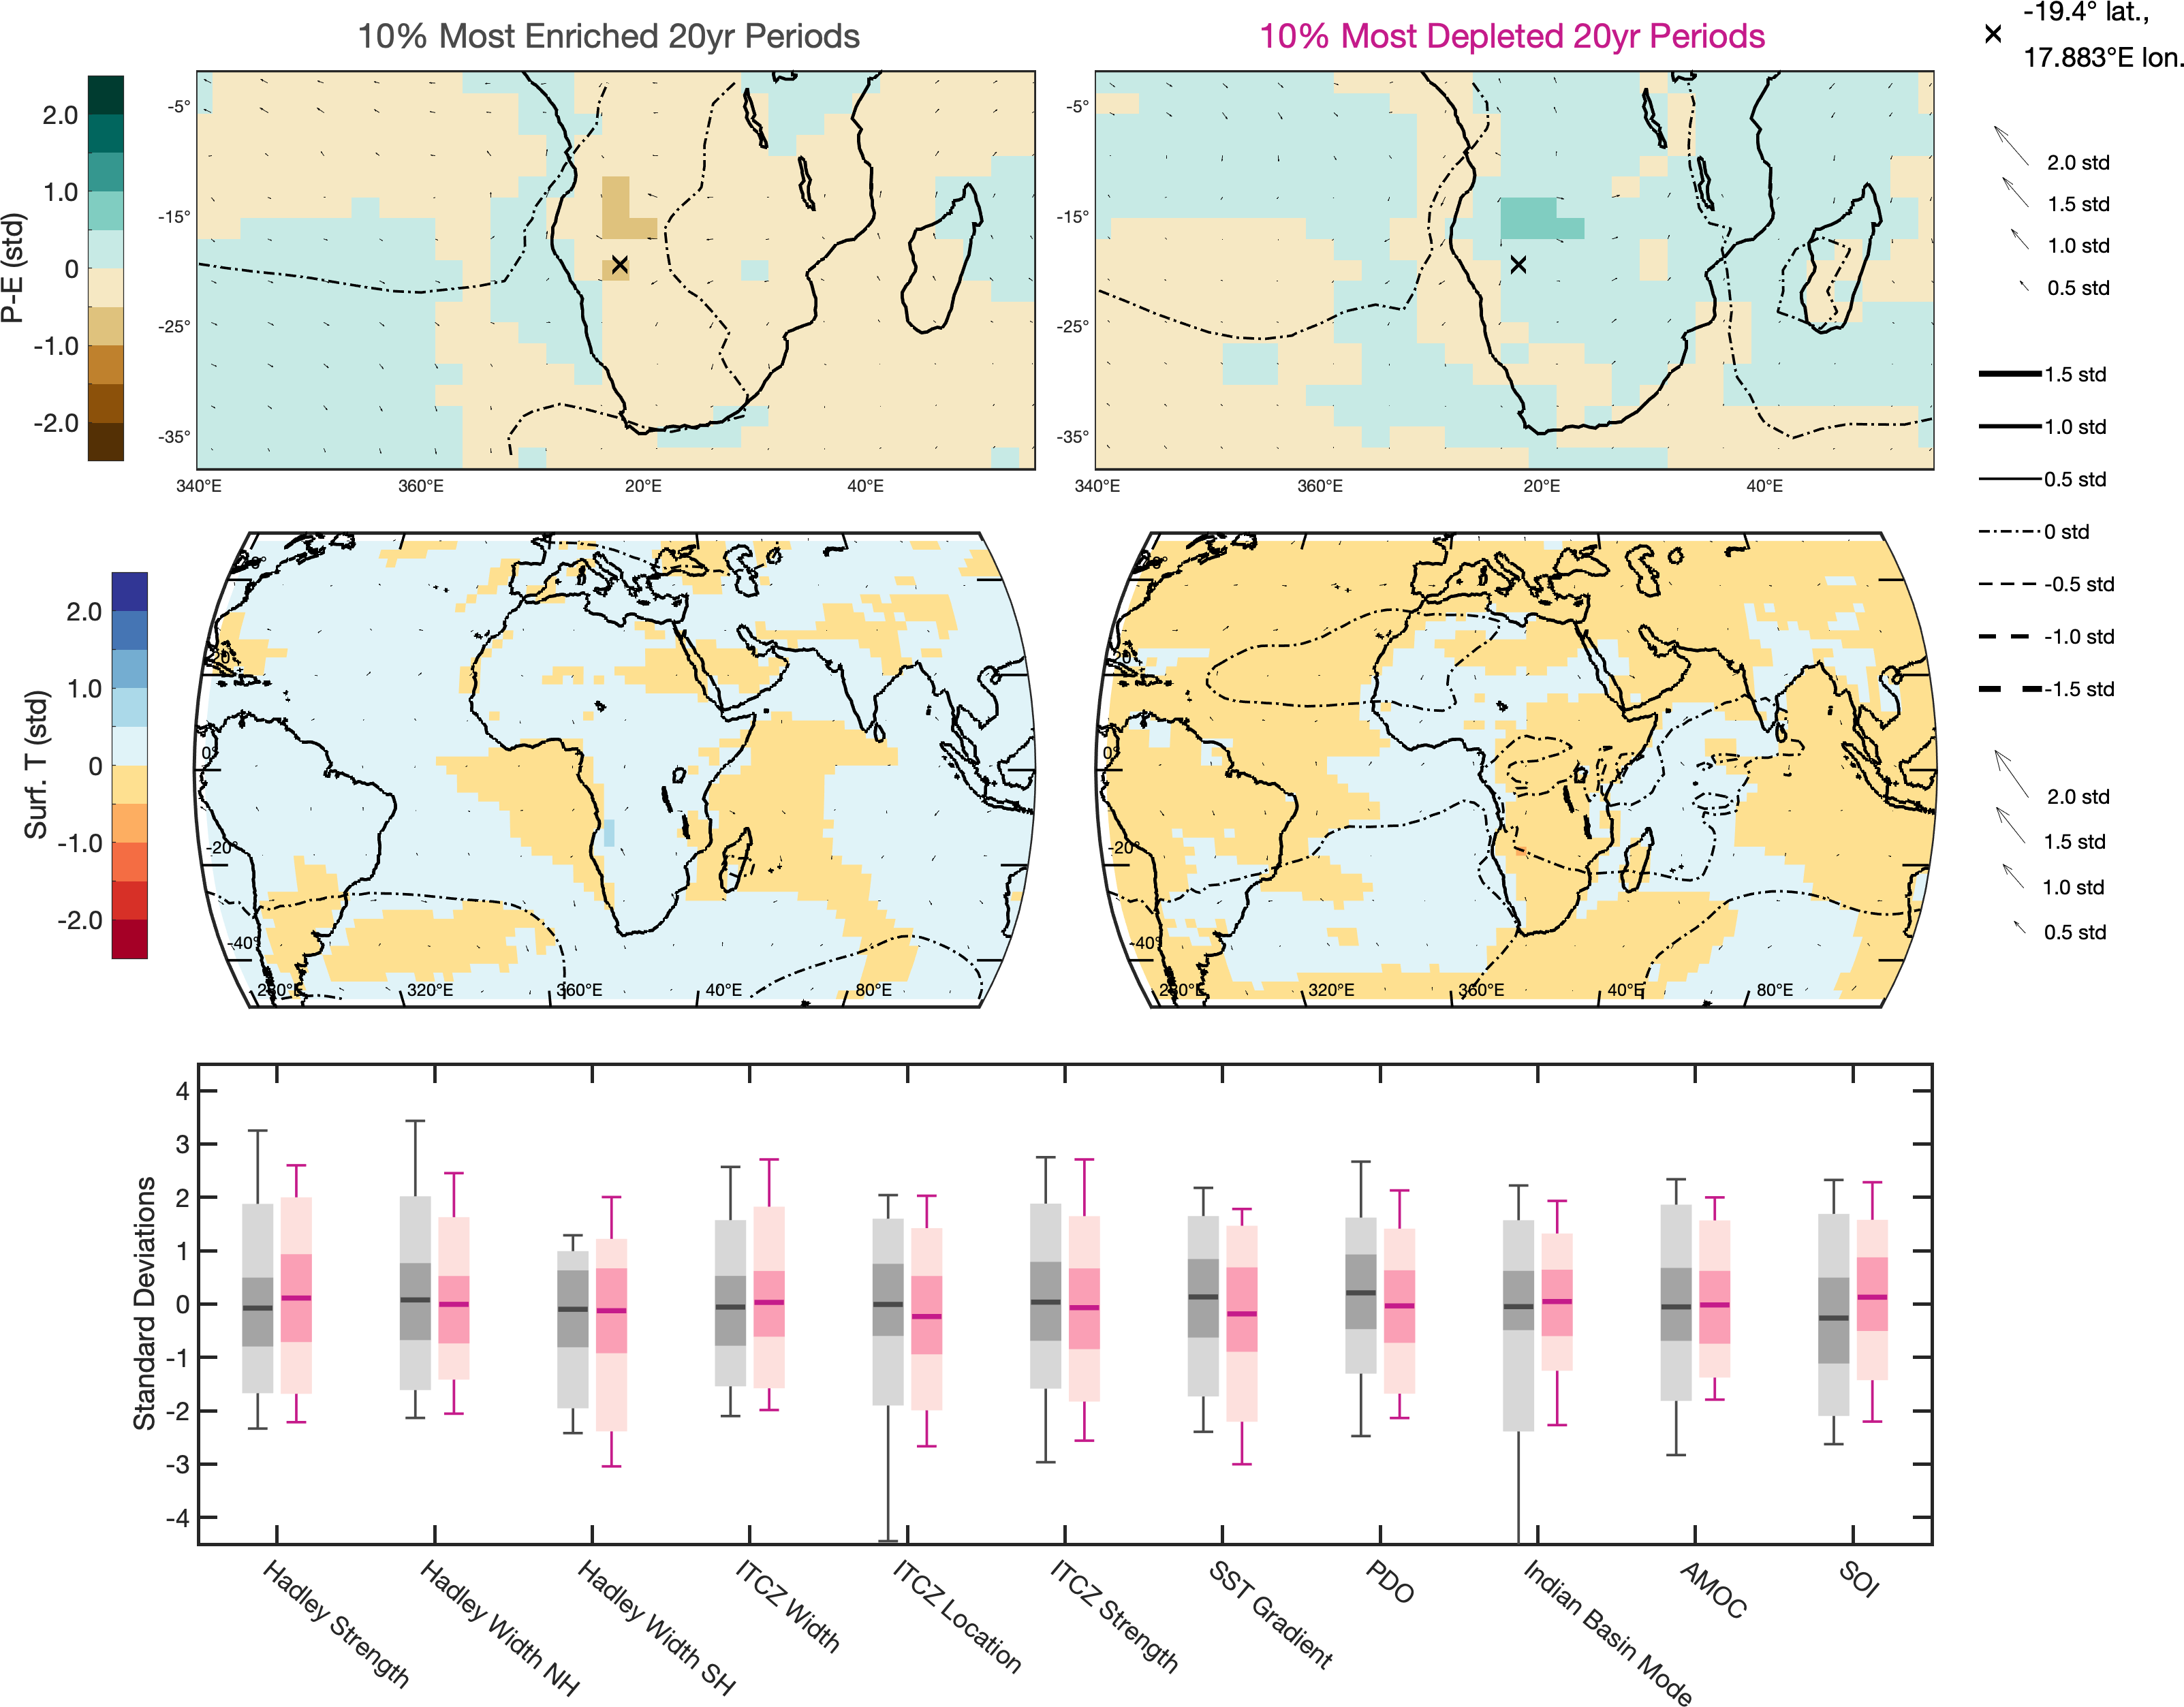 10% Most Enriched 20yr Periods
10% Most Depleted 20yr Periods
-19.4° lat.,
17.883°E lon.
P-E (std)
2.0
1.0
0
-1.0
-2.0
-5°
-15°
-25°
-35°
340°E
360°E
20°E
40°E
-5°
-15°
-25°
-35°
340°E
360°E
20°E
40°E
2.0 std
1.5 std
1.0 std
0.5 std
1.5 std
1.0 std
0.5 std
0 std
-0.5 std
-1.0 std
-1.5 std
Surf. T (std)
2.0
1.0
0
-1.0
-2.0
20°
0°
-20°
-40°
280°E
320°E
360°E
40°E
80°E
20°
0°
-20°
-40°
280°E
320°E
360°E
40°E
80°E
2.0 std
1.5 std
1.0 std
0.5 std
Standard Deviations
4
3
2
1
0
-1
-2
-3
-4
Hadley Strength
Hadley Width NH
Hadley Width SH
ITCZ Width
ITCZ Location
ITCZ Strength
SST Gradient
PDO
Indian Basin Mode
AMOC
SOI